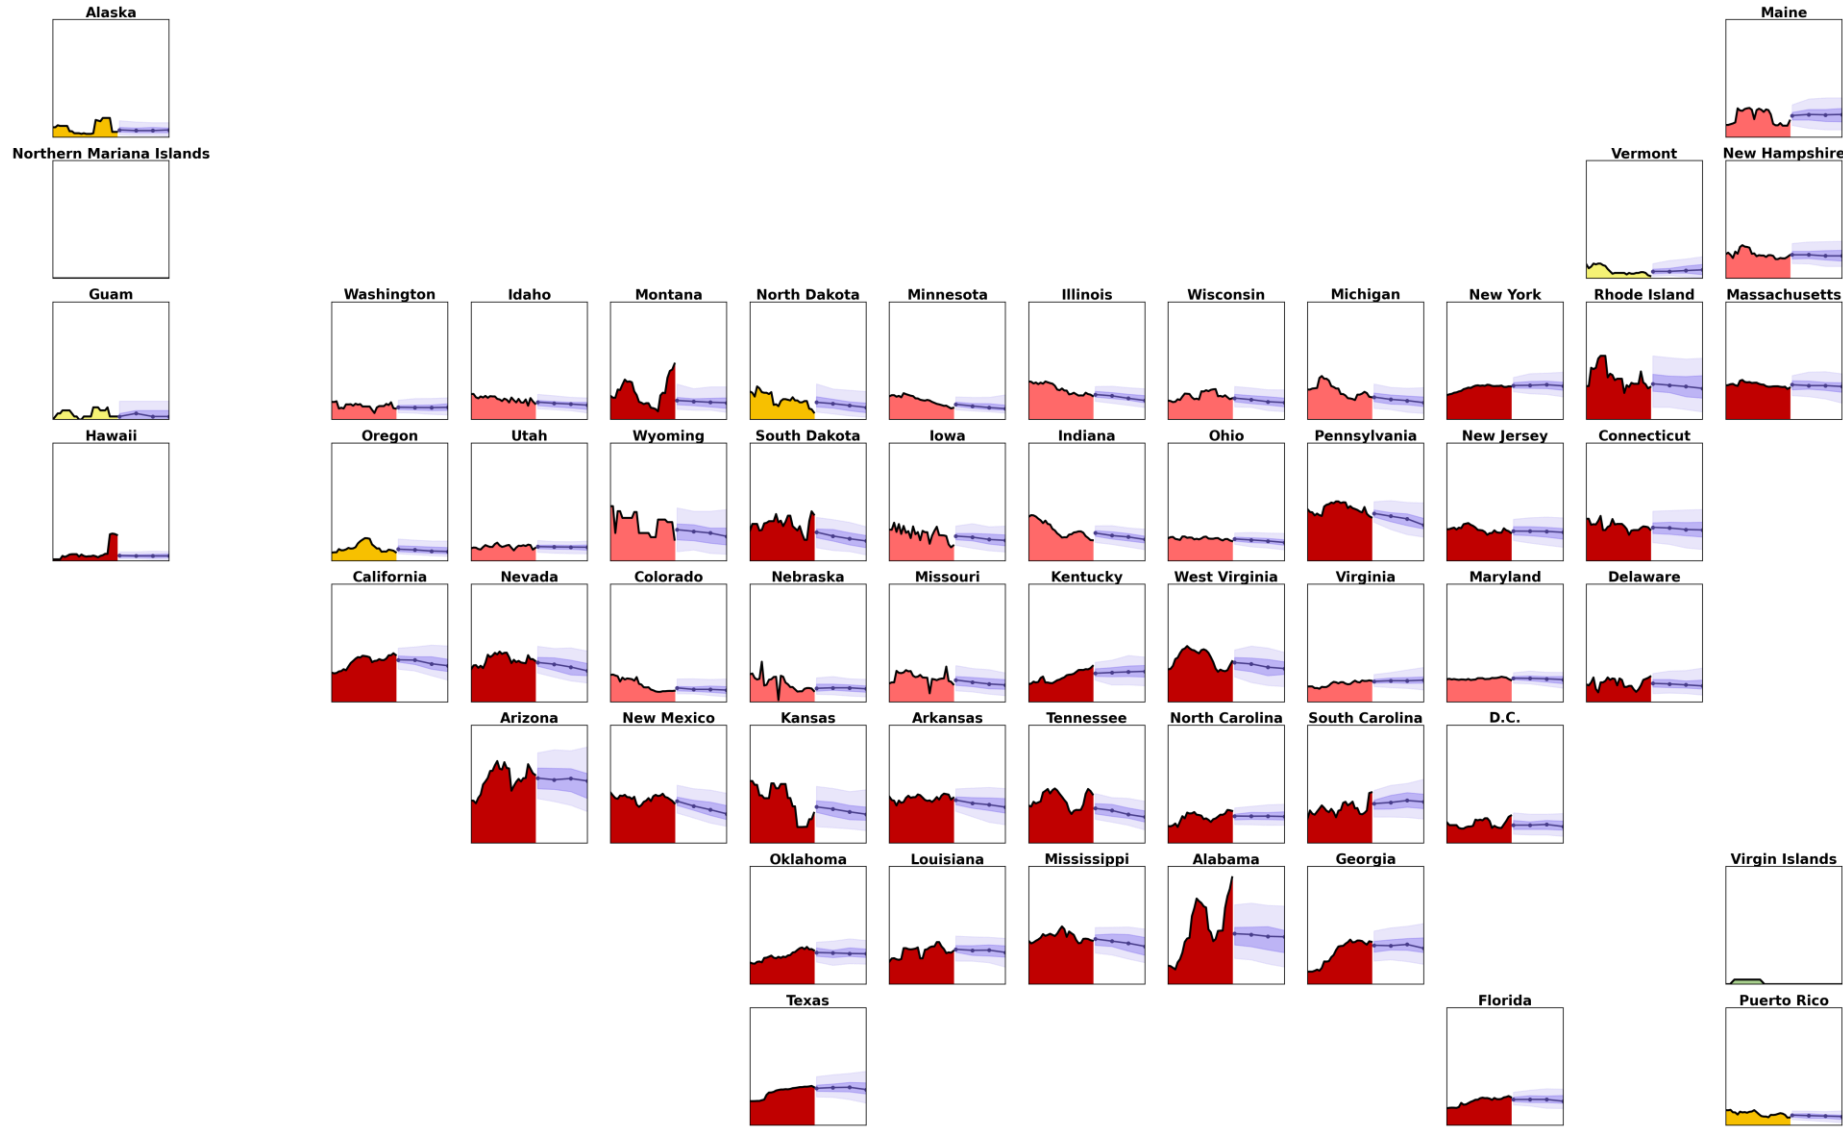 Alaska
Maine
Northern Mariana Islands
Vermont
New Hampshire
Guam
Washington
Idaho
Montana
North Dakota
Minnesota
Illinois
Wisconsin
Michigan
New York
Rhode Island
Massachusetts
Hawaii
Oregon
Utah
Wyoming
South Dakota
Iowa
Indiana
Ohio
Pennsylvania
New Jersey
Connecticut
California
Nevada
Colorado
Nebraska
Missouri
Kentucky
West Virginia
Virginia
Maryland
Delaware
Arizona
New Mexico
Kansas
Arkansas
Tennessee
North Carolina
South Carolina
D.C.
Oklahoma
Louisiana
Mississippi
Alabama
Georgia
Virgin Islands
Texas
Florida
Puerto Rico